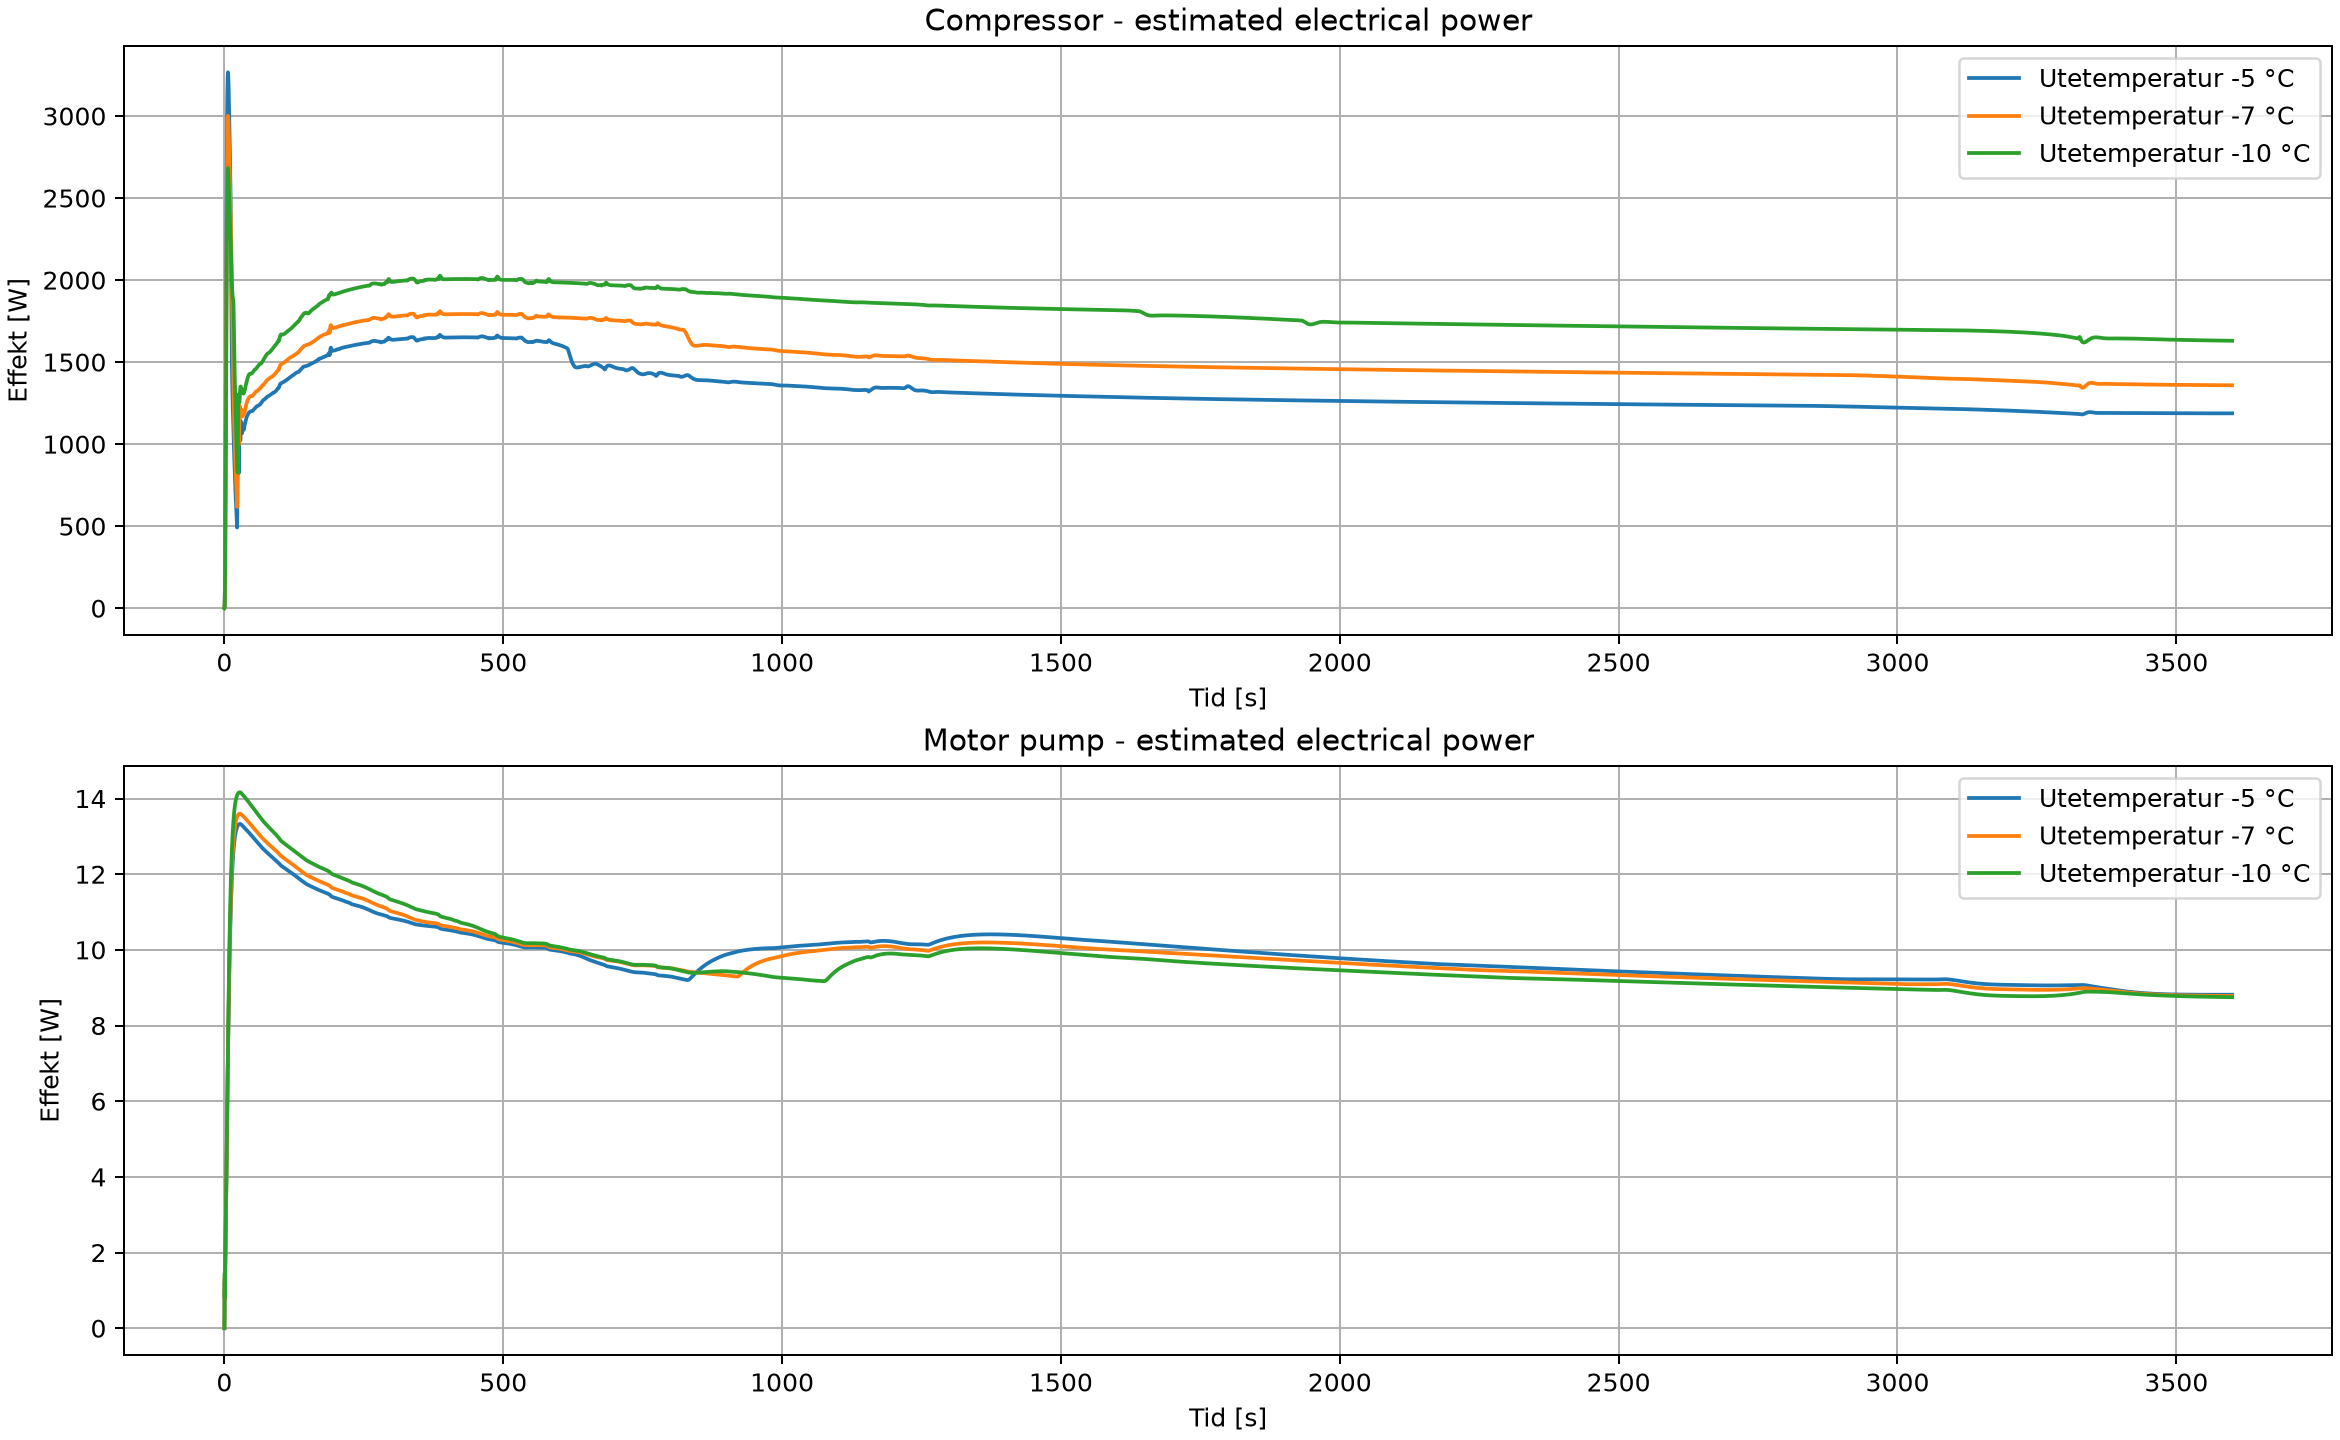 Compressor - estimated electrical power
Effekt [W]
3000
2500
2000
1500
1000
500
0
Utetemperatur -5 °C
Utetemperatur -7 °C
Utetemperatur -10 °C
0 500 1000 1500 2000 2500 3000 3500
Tid [s]
Motor pump - estimated electrical power
Effekt [W]
14
12
10
8
6
4
2
0
Utetemperatur -5 °C
Utetemperatur -7 °C
Utetemperatur -10 °C
0 500 1000 1500 2000 2500 3000 3500
Tid [s]